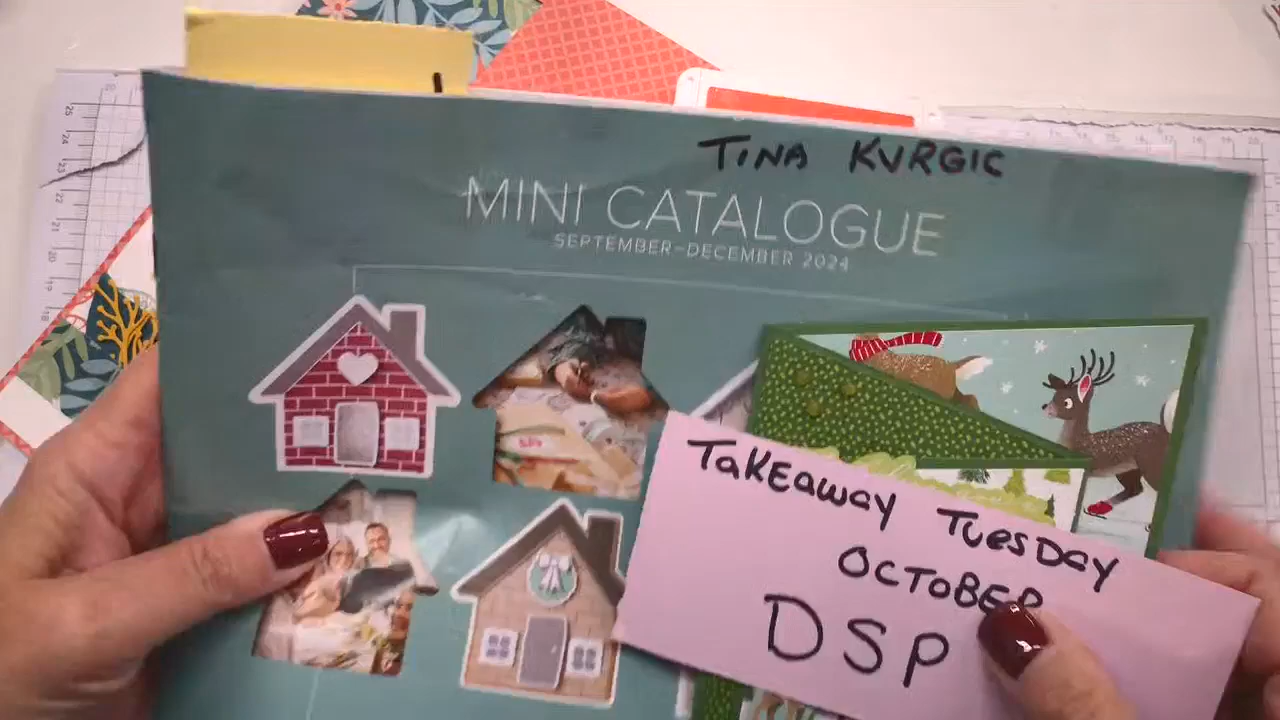 TINA KURGIC
MINI CATALOGUE
SEPTEMBER–DECEMBER 2024
TAKEAWAY TUESDAY
OCTOBER
DSP